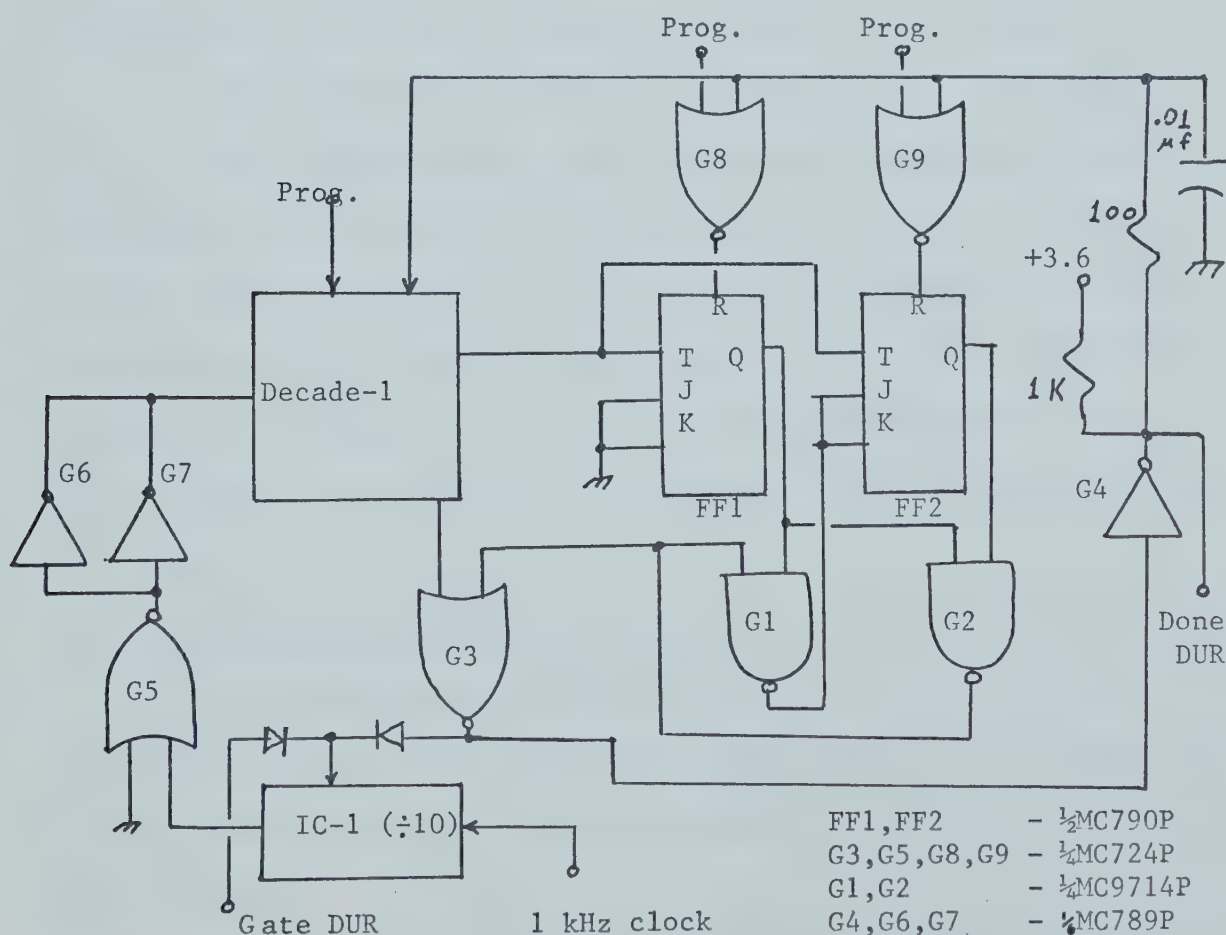 Prog.
Prog.
G8
G9
.01
µf
Prog.
100
+3.6
R
R
T
Q
T
Q
J
J
1K
Decade-1
K
K
G6
G7
G4
FF1
FF2
G1
G2
Done
DUR
G3
G5
IC-1 (÷10)
FF1,FF2 - ½MC790P
G3,G5,G8,G9 - ¼MC724P
G1,G2 - ¼MC9714P
G4,G6,G7 - ⅙MC789P
Gate DUR
1 kHz clock